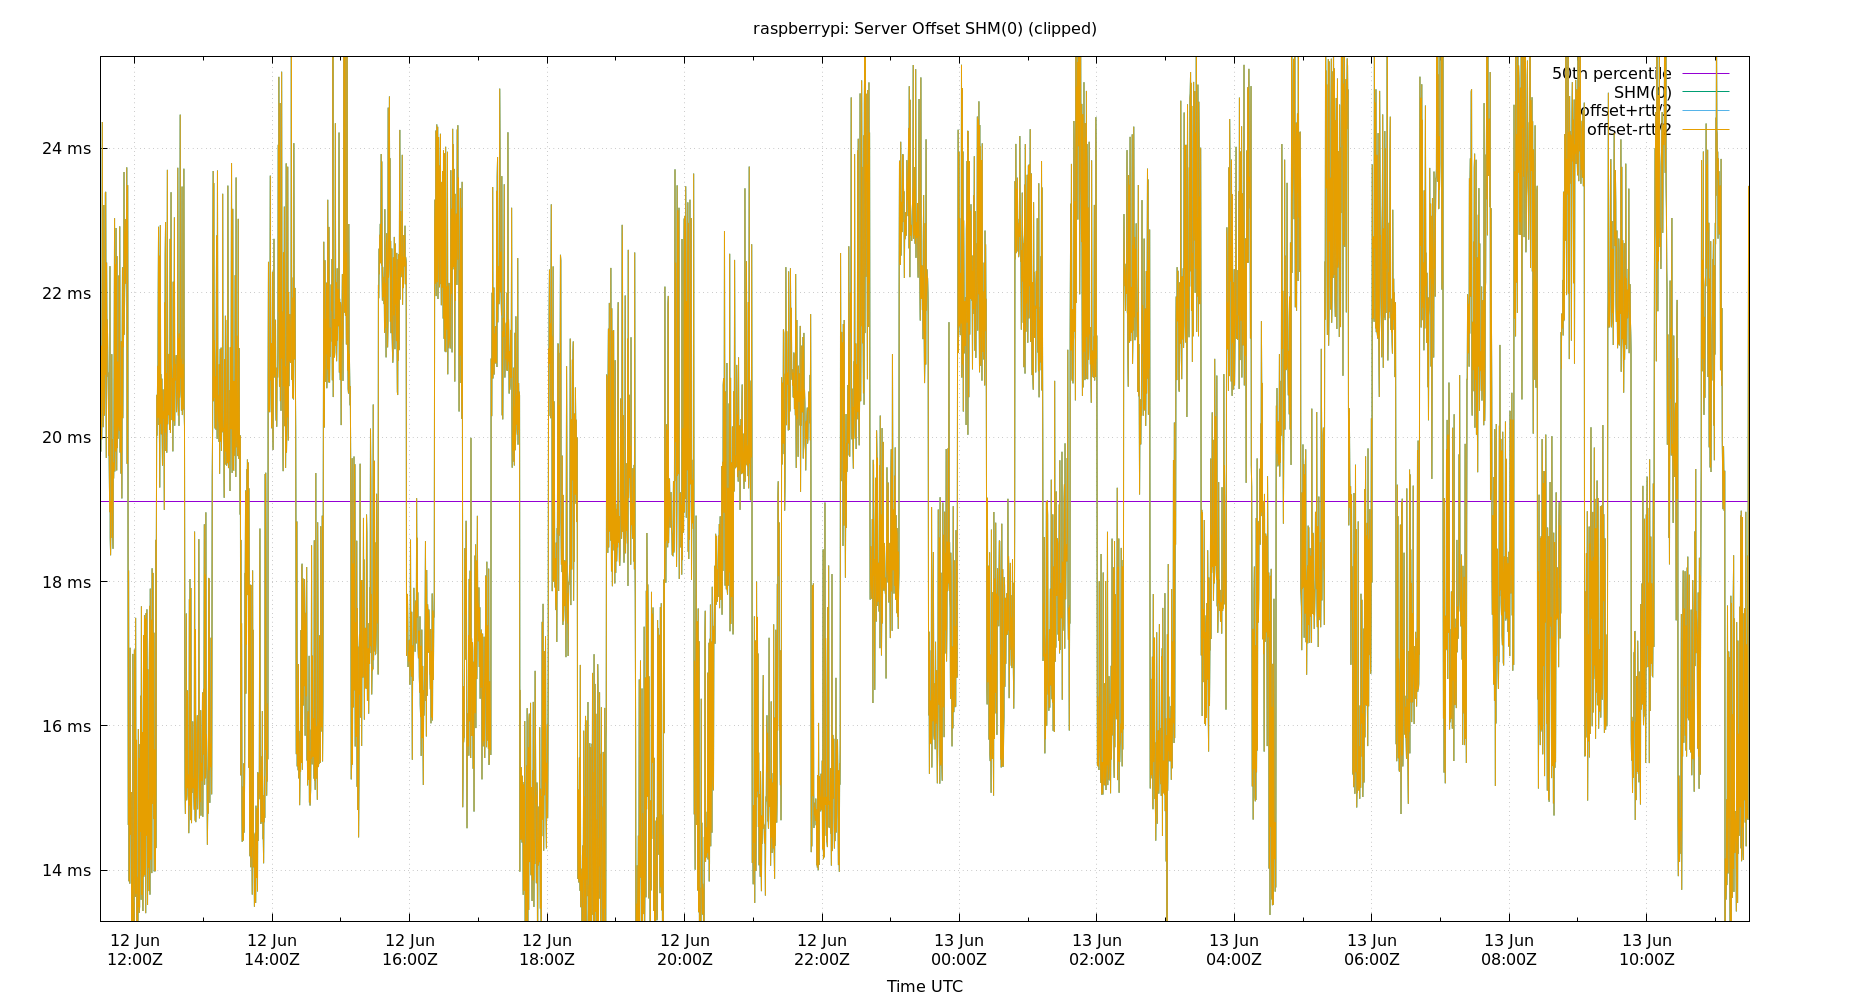 raspberrypi: Server Offset SHM(0) (clipped)
50th percentile
SHM(0)
offset+rtt/2
offset-rtt/2
24 ms
22 ms
20 ms
18 ms
16 ms
14 ms
12 Jun 12 Jun 12 Jun 12 Jun 12 Jun 12 Jun 13 Jun 13 Jun 13 Jun 13 Jun 13 Jun 13 Jun
12:00Z 14:00Z 16:00Z 18:00Z 20:00Z 22:00Z 00:00Z 02:00Z 04:00Z 06:00Z 08:00Z 10:00Z
Time UTC